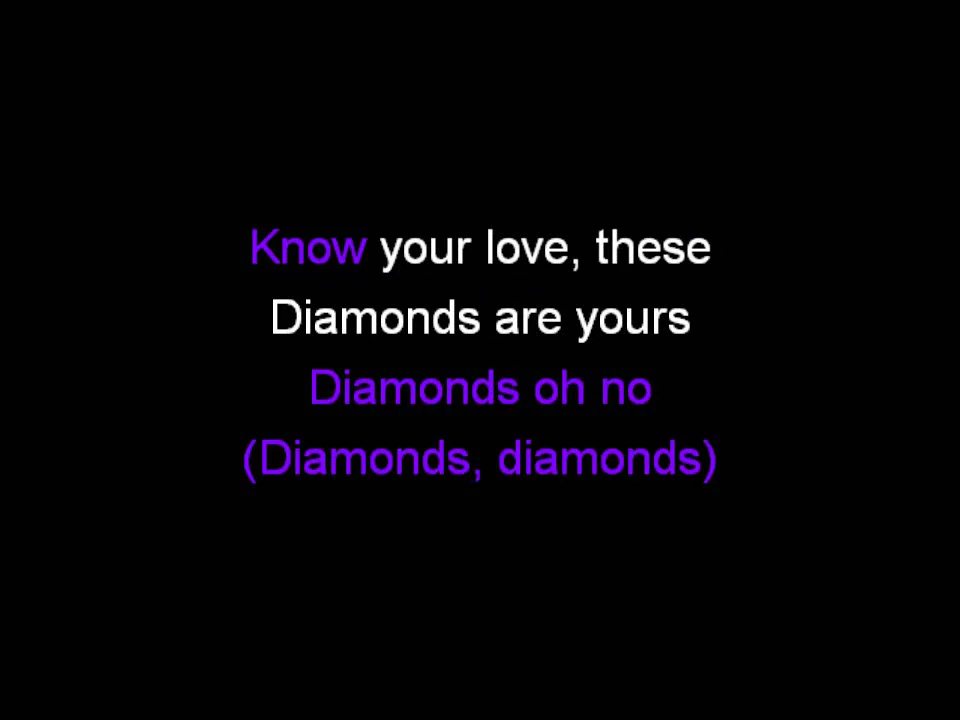 Know your love, these
Diamonds are yours
Diamonds oh no
(Diamonds, diamonds)